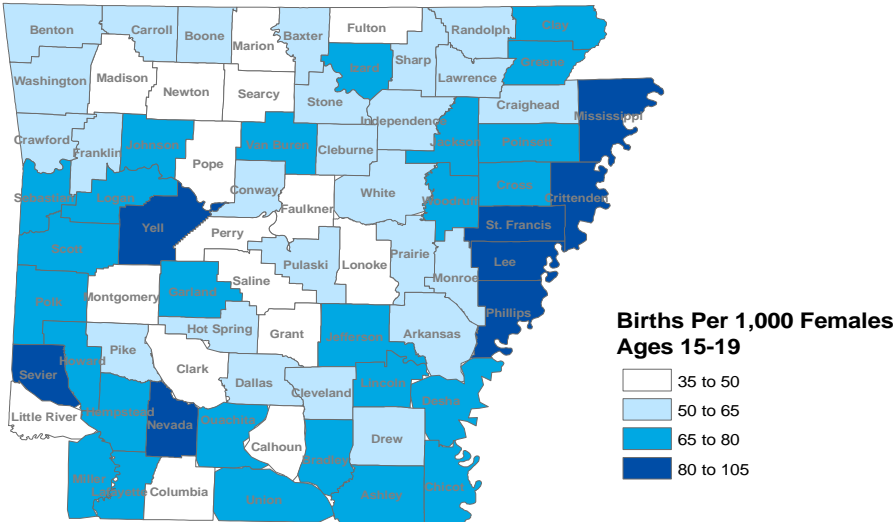 Benton
Carroll
Boone
Marion
Baxter
Fulton
Randolph
Clay
Washington
Madison
Newton
Searcy
Stone
Izard
Sharp
Lawrence
Greene
Craighead
Mississippi
Crawford
Franklin
Johnson
Pope
Van Buren
Cleburne
Independence
Jackson
Poinsett
Sebastian
Logan
Conway
Faulkner
White
Woodruff
Cross
Crittenden
Scott
Yell
Perry
Pulaski
Lonoke
Prairie
Monroe
St. Francis
Lee
Polk
Montgomery
Garland
Saline
Hot Spring
Grant
Jefferson
Arkansas
Phillips
Births Per 1,000 Females
Ages 15-19
35 to 50
50 to 65
65 to 80
80 to 105
Sevier
Howard
Pike
Clark
Dallas
Cleveland
Lincoln
Desha
Little River
Hempstead
Nevada
Ouachita
Calhoun
Bradley
Drew
Miller
Lafayette
Columbia
Union
Ashley
Chicot